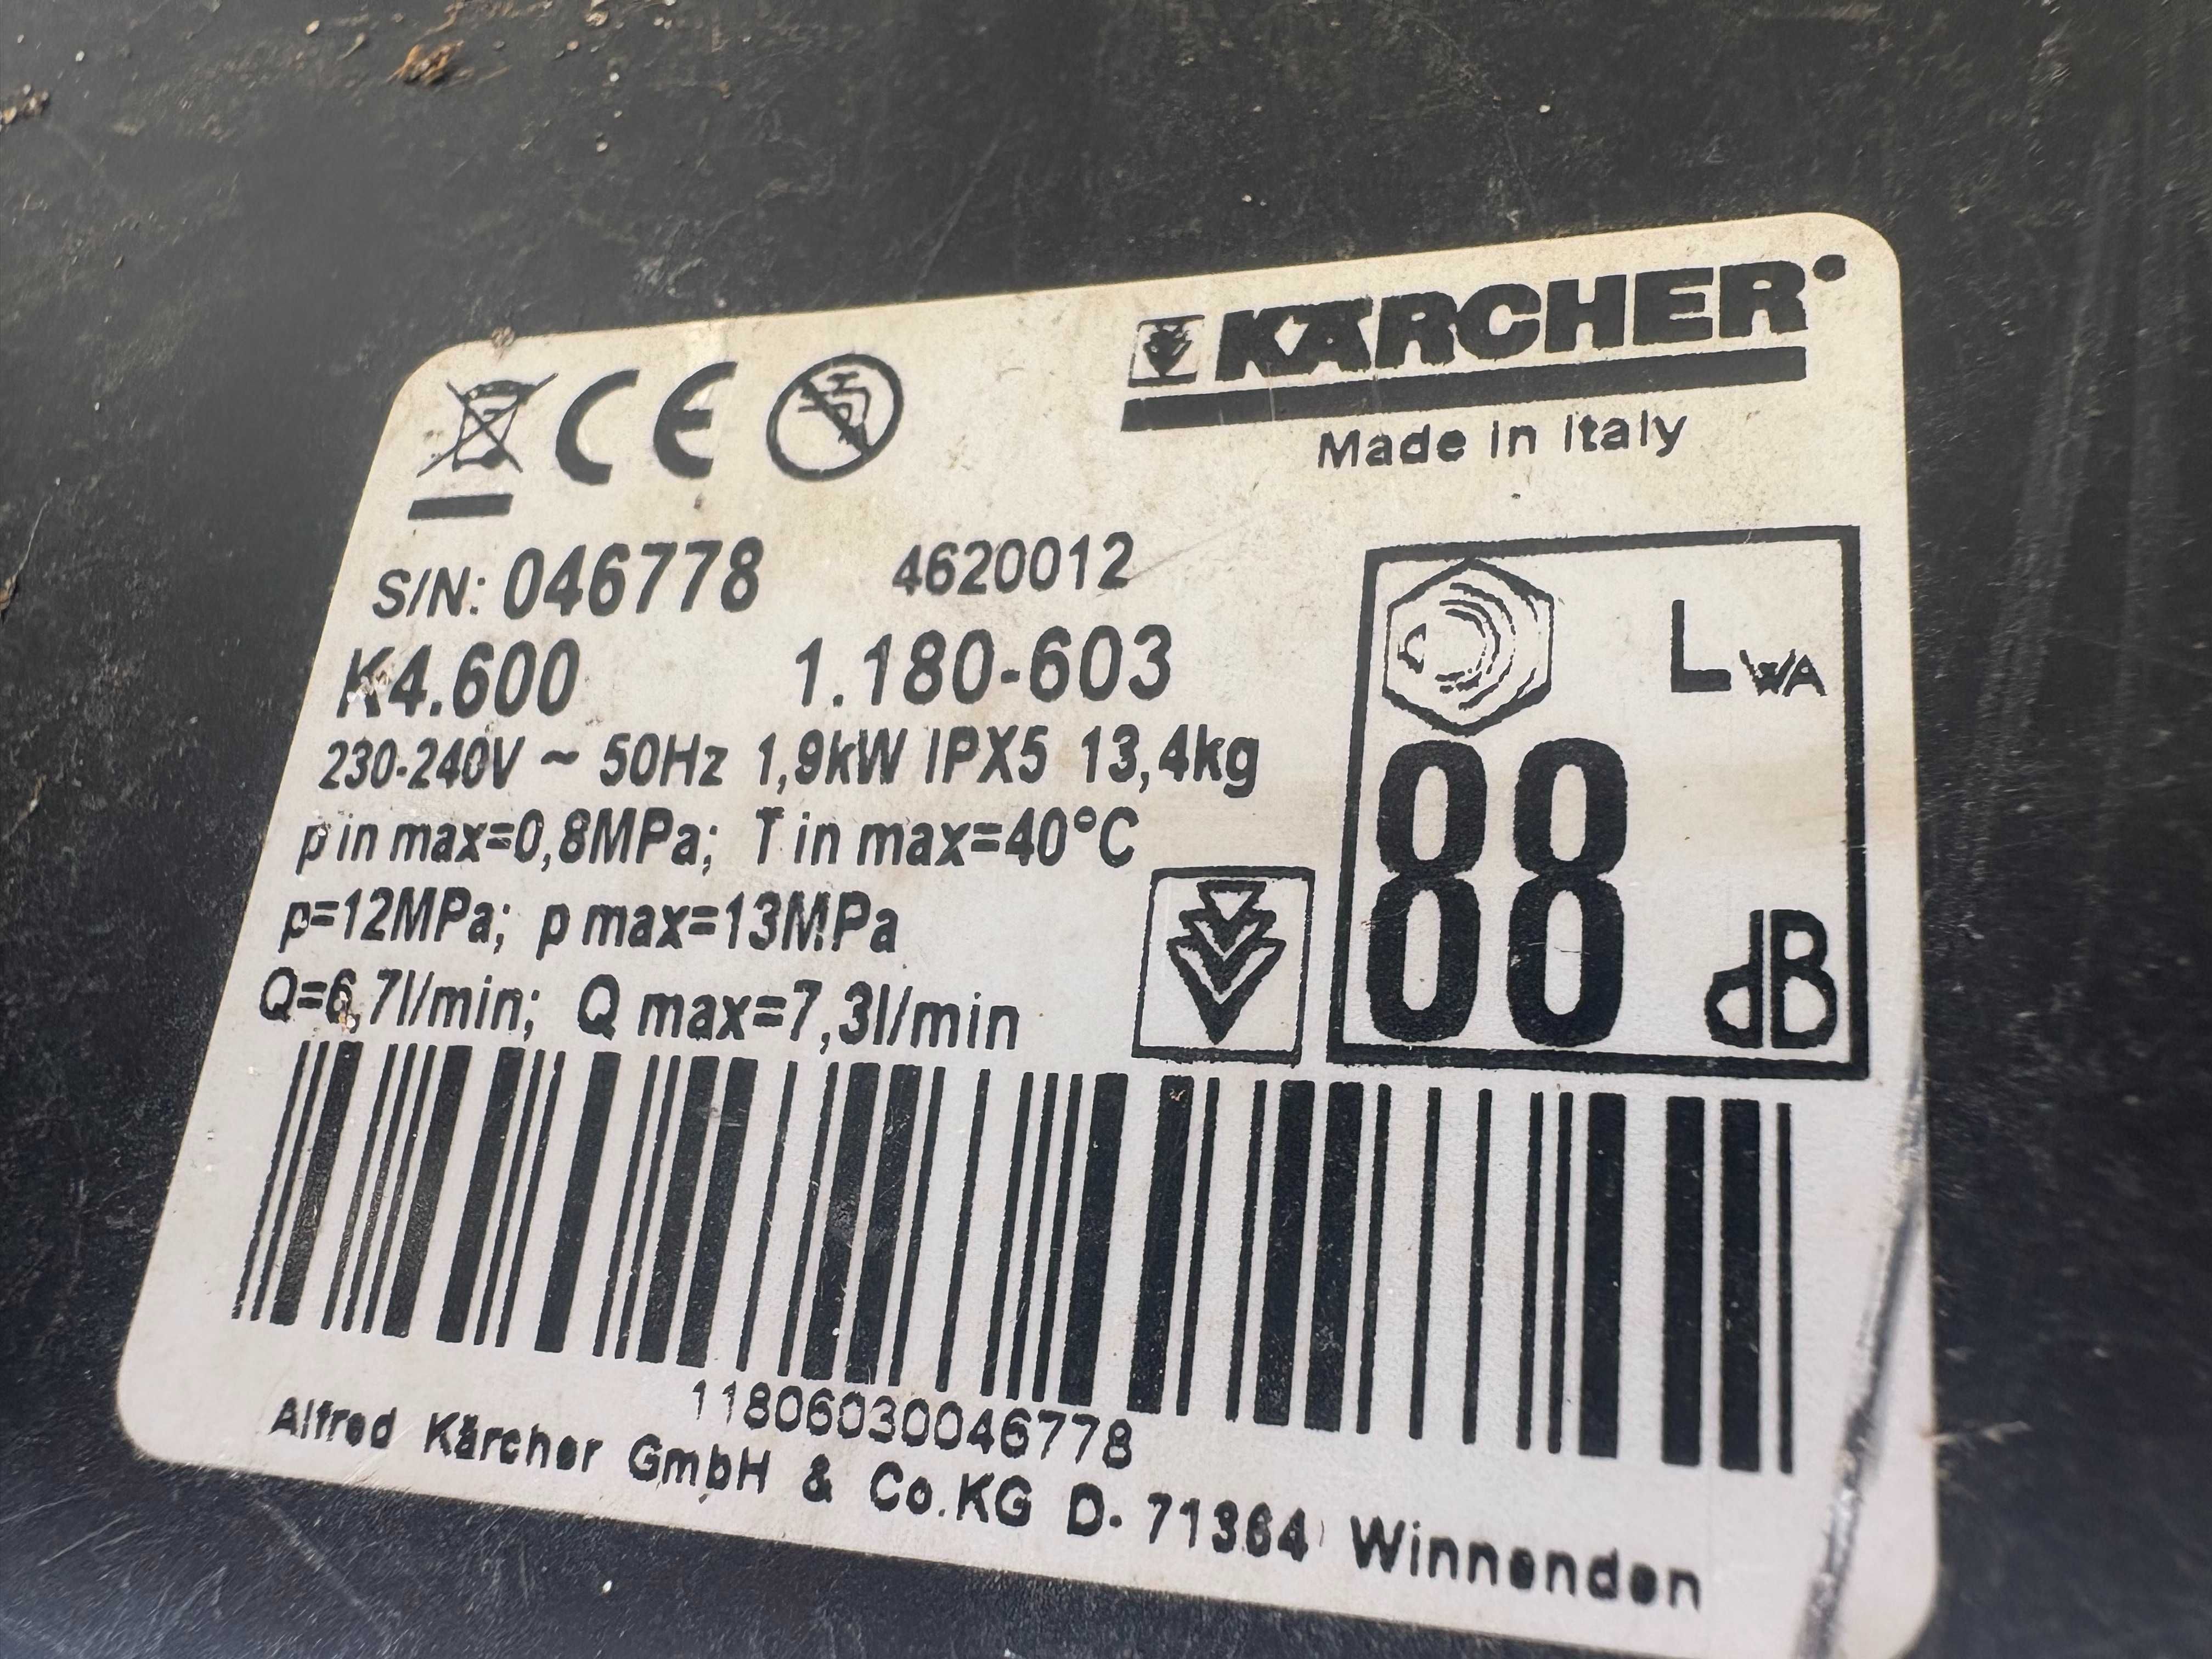 CE
KÄRCHER
Made in Italy
S/N: 046778 4620012
K4.600 1.180-603
230-240V ~ 50Hz 1,9kW IPX5 13,4kg
p in max=0,8MPa; T in max=40°C
p=12MPa; p max=13MPa
Q=6,7l/min; Q max=7,3l/min
LWA
88 dB
11806030046778
Alfred Kärcher GmbH & Co.KG D- 71364 Winnenden